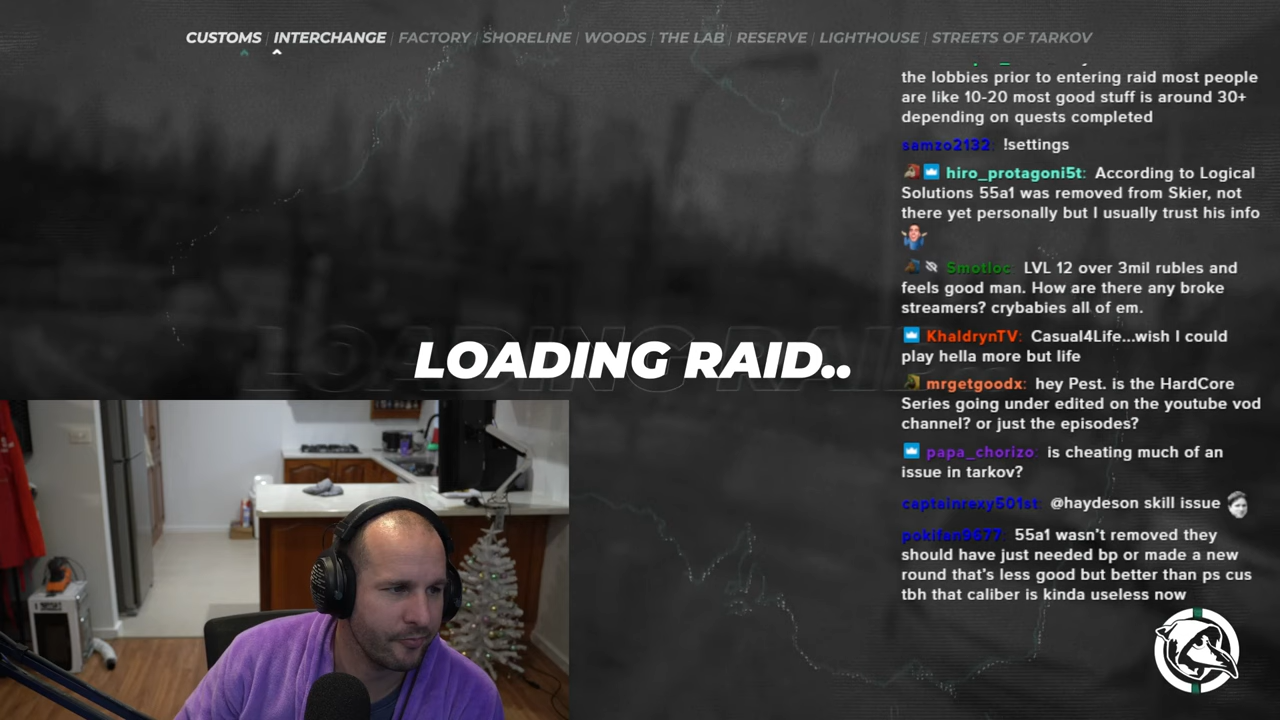 CUSTOMS | INTERCHANGE | FACTORY | SHORELINE | WOODS | THE LAB | RESERVE | LIGHTHOUSE | STREETS OF TARKOV
the lobbies prior to entering raid most people
are like 10-20 most good stuff is around 30+
depending on quests completed
samzo2132: !settings
hiro_protagoni5t: According to Logical
Solutions 55a1 was removed from Skier, not
there yet personally but I usually trust his info
Smotloc: LVL 12 over 3mil rubles and
feels good man. How are there any broke
streamers? crybabies all of em.
KhaldrynTV: Casual4Life...wish I could
play hella more but life
LOADING RAID..
mrgetgoodx: hey Pest. is the HardCore
Series going under edited on the youtube vod
channel? or just the episodes?
papa_chorizo: is cheating much of an
issue in tarkov?
captainrexy501st: @haydeson skill issue
pokifan9677: 55a1 wasn't removed they
should have just needed bp or made a new
round that's less good but better than ps cus
tbh that caliber is kinda useless now